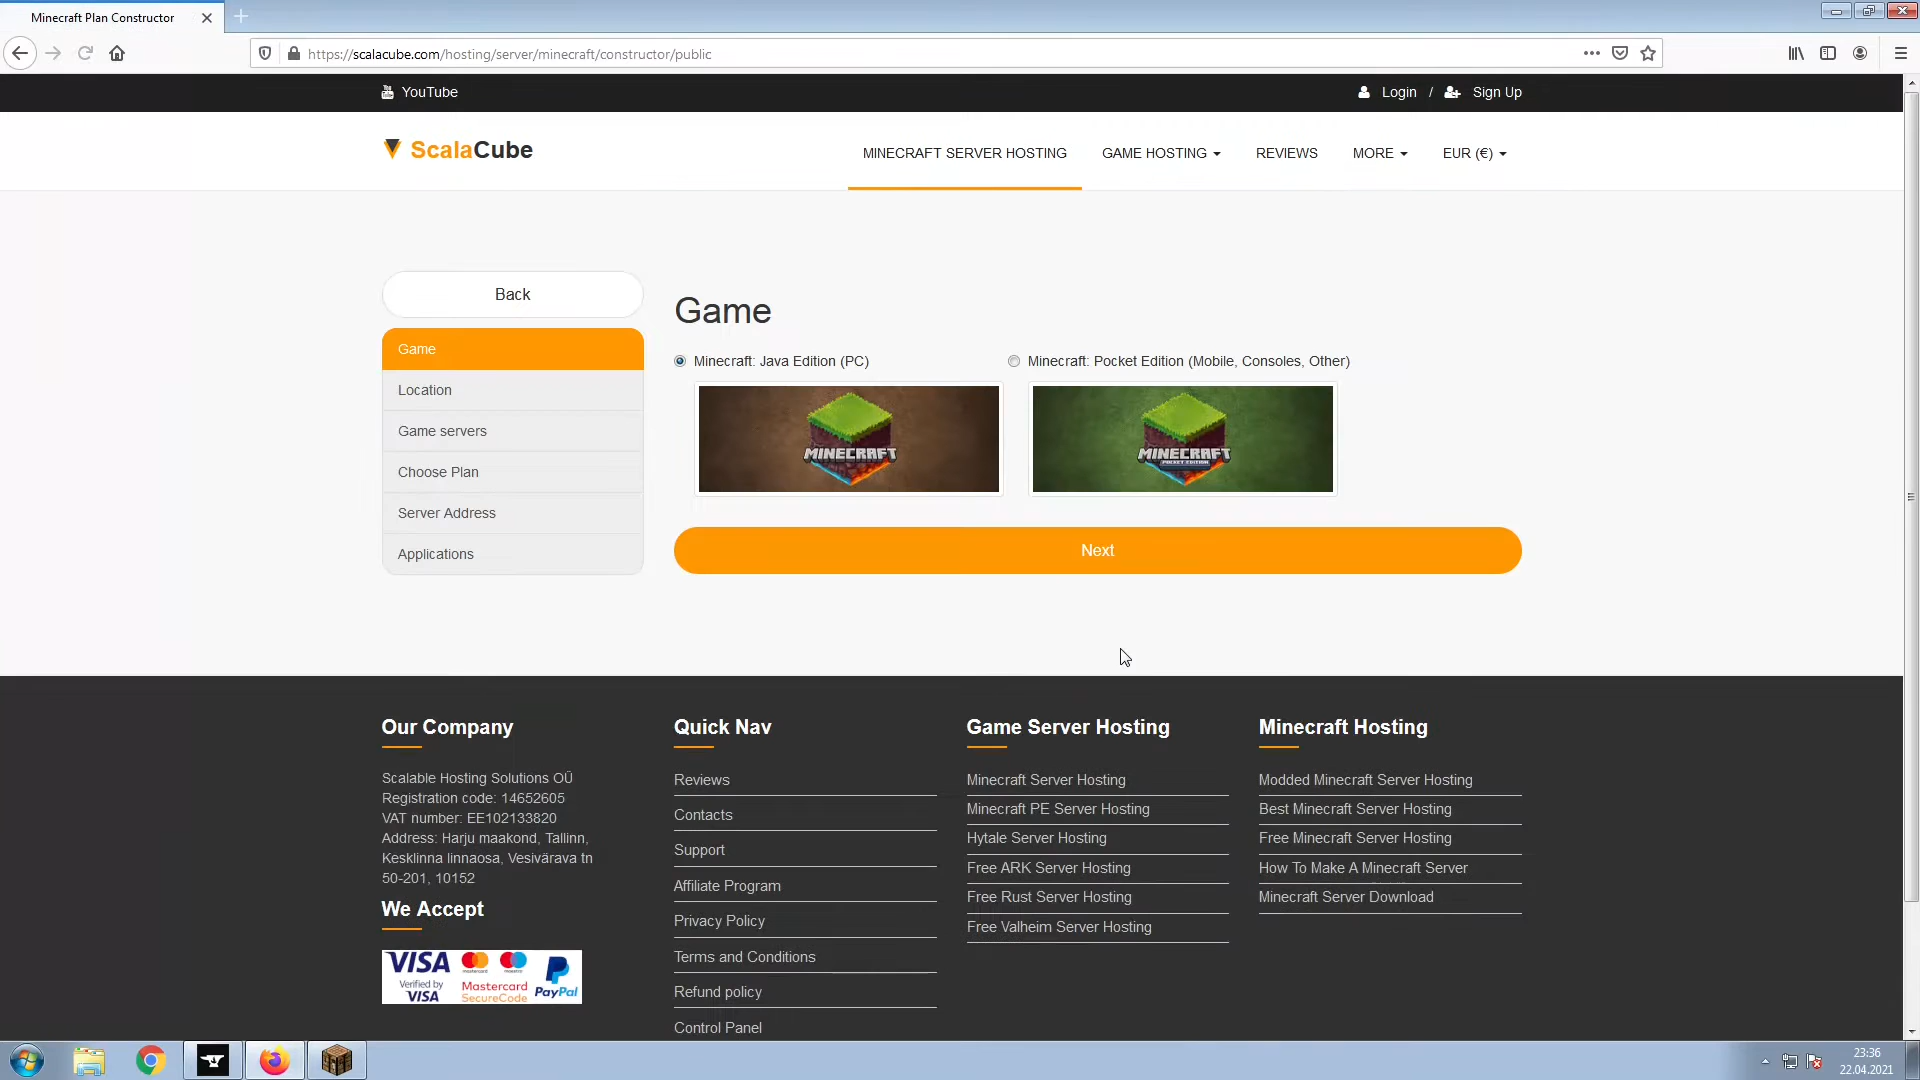 Minecraft Plan Constructor
https://scalacube.com/hosting/server/minecraft/constructor/public
YouTube
Login / Sign Up
ScalaCube
MINECRAFT SERVER HOSTING
GAME HOSTING
REVIEWS
MORE
EUR (€)
Back
Game
Location
Game servers
Choose Plan
Server Address
Applications
Game
Minecraft: Java Edition (PC)
Minecraft: Pocket Edition (Mobile, Consoles, Other)
MINECRAFT
MINECRAFT
POCKET EDITION
Next
Our Company
Scalable Hosting Solutions OÜ
Registration code: 14652605
VAT number: EE102133820
Address: Harju maakond, Tallinn,
Kesklinna linnaosa, Vesivärava tn
50-201, 10152
We Accept
VISA
Verified by
VISA
mastercard
maestro
Mastercard
SecureCode
PayPal
Quick Nav
Reviews
Contacts
Support
Affiliate Program
Privacy Policy
Terms and Conditions
Refund policy
Control Panel
Game Server Hosting
Minecraft Server Hosting
Minecraft PE Server Hosting
Hytale Server Hosting
Free ARK Server Hosting
Free Rust Server Hosting
Free Valheim Server Hosting
Minecraft Hosting
Modded Minecraft Server Hosting
Best Minecraft Server Hosting
Free Minecraft Server Hosting
How To Make A Minecraft Server
Minecraft Server Download
23:36
22.04.2021